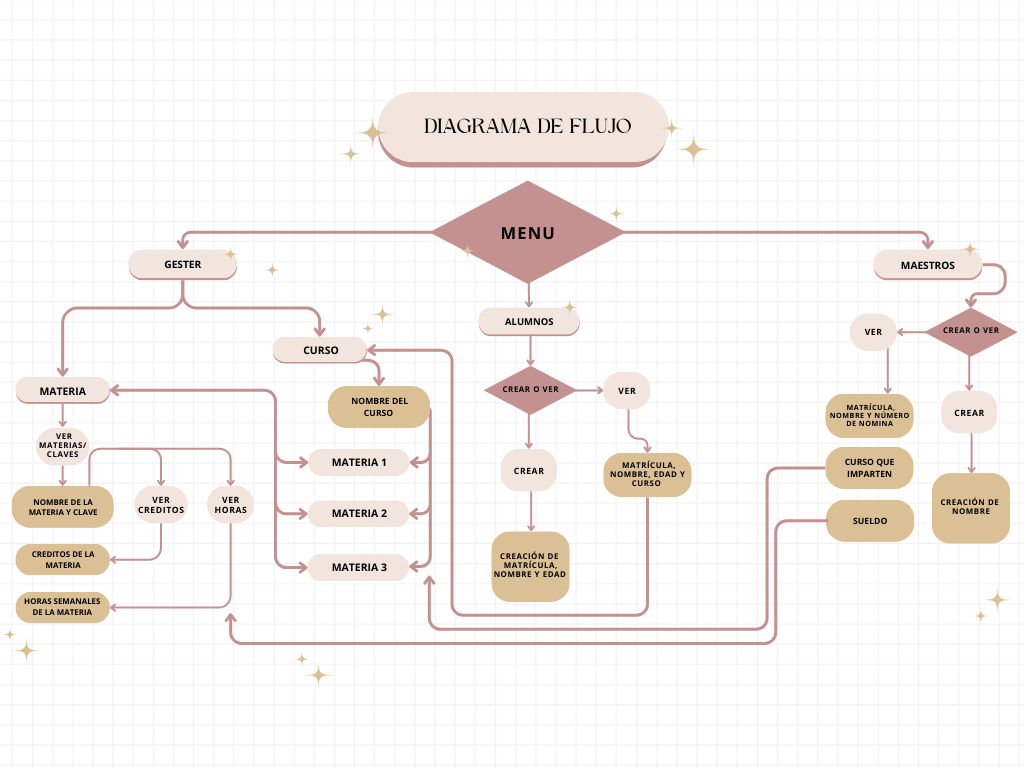 DIAGRAMA DE FLUJO
MENU
GESTER
MAESTROS
ALUMNOS
CREAR O VER
VER
CURSO
MATERIA
CREAR O VER
VER
NOMBRE DEL
CURSO
MATRÍCULA,
NOMBRE Y NÚMERO
DE NOMINA
CREAR
VER
MATERIAS/
CLAVES
MATERIA 1
CREAR
MATRÍCULA,
NOMBRE, EDAD Y
CURSO
CURSO QUE
IMPARTEN
NOMBRE DE LA
MATERIA Y CLAVE
VER
CREDITOS
VER
HORAS
MATERIA 2
SUELDO
CREACIÓN DE
NOMBRE
CREDITOS DE LA
MATERIA
MATERIA 3
CREACIÓN DE
MATRÍCULA,
NOMBRE Y EDAD
HORAS SEMANALES
DE LA MATERIA